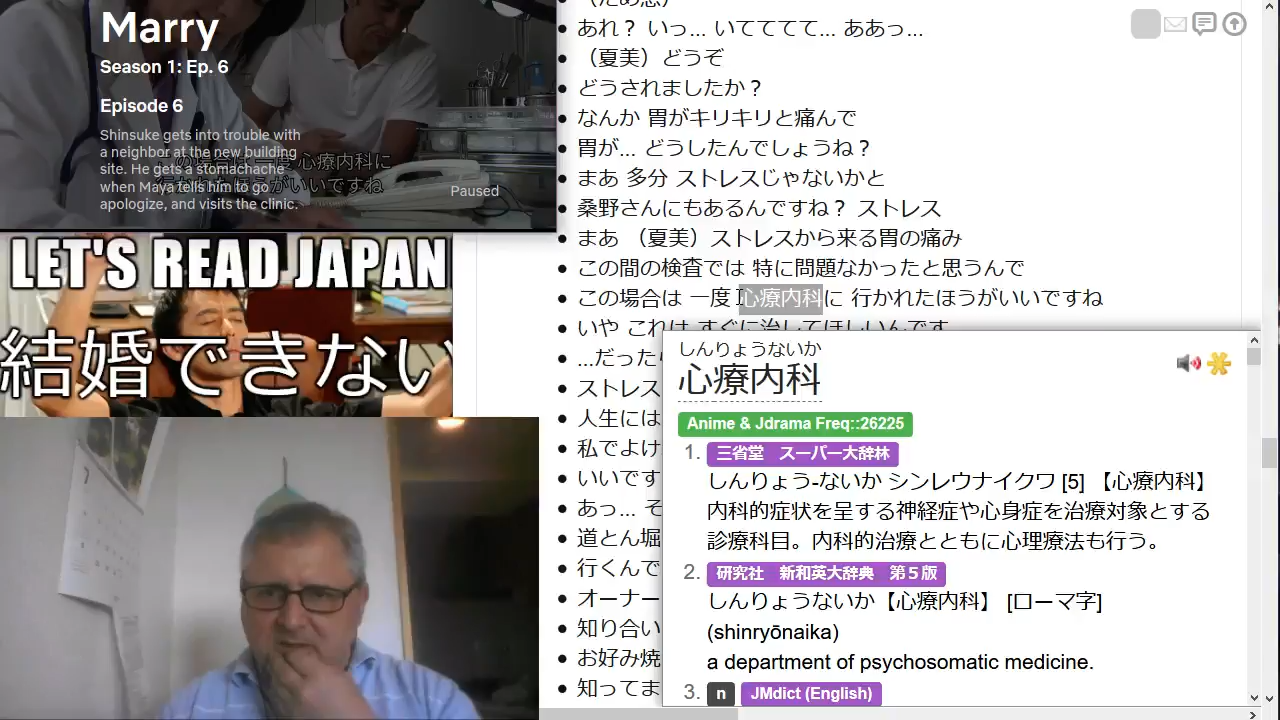 Marry
Season 1: Ep. 6
Episode 6
Shinsuke gets into trouble with
a neighbor at the new building
site. He gets a stomachache
when Maya tells him to go
apologize, and visits the clinic.
一度 心療内科に
行かれたほうがいいですね
Paused
LET'S READ JAPAN
結婚できない
あれ? いっ… いてててて… ああっ…
(夏美)どうぞ
どうされましたか?
なんか 胃がキリキリと痛んで
胃が… どうしたんでしょうね?
まあ 多分 ストレスじゃないかと
桑野さんにもあるんですね? ストレス
まあ (夏美)ストレスから来る胃の痛み
この間の検査では 特に問題なかったと思うんで
この場合は 一度 心療内科に 行かれたほうがいいですね
いや これは すぐに治してほしいんです
…だったら
ストレス
人生には
私でよけ
いいです
あっ… そ
道とん堀
行くんで
オーナー
知り合い
お好み焼
知ってま
しんりょうないか
心療内科
Anime & Jdrama Freq::26225
1. 三省堂 スーパー大辞林
しんりょう-ないか シンレウナイクワ [5] 【心療内科】
内科的症状を呈する神経症や心身症を治療対象とする
診療科目。内科的治療とともに心理療法も行う。
2. 研究社 新和英大辞典 第5版
しんりょうないか【心療内科】 [ローマ字]
(shinryōnaika)
a department of psychosomatic medicine.
3. n JMdict (English)